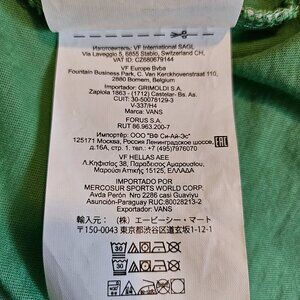 Изготовитель: VF International SAGL
Via Laveggio 5, 6855 Stabio, Switzerland CH,
VAT ID: CZ680679144
VF Europe Bvba
Fountain Business Park, C. Van Kerckhovenstraat 110,
2880 Bornem, Belgium
Importador: GRIMOLDI S.A.
Zapiola 1863 - (1712) Castelar- Bs. As.
CUIT: 30-50078129-3
V-337/H4
Marca: VANS
FORUS S.A.
RUT 86.963 200-7
Импортёр: ООО "ВФ Си-Ай-Эс"
125171 Москва, Россия Ленинградское шоссе,
д.16А, стр. 1 тел.: +7(495)7976070
VF HELLAS AEE
Λ.Κηφισίας 38, Παράδεισος Αμαρουσίου,
Μαρούσι Αττικής 15125, ΕΛΛΑΔΑ
IMPORTADO POR
MERCOSUR SPORTS WORLD CORP.
Avda Perón Nro 2286 casi Guaviyu
Asunción-Paraguay RUC:80028213-2
Exportador: VANS
輸入元：（株）エービーシー・マート
〒150-0043 東京都渋谷区道玄坂1-12-1
30
30